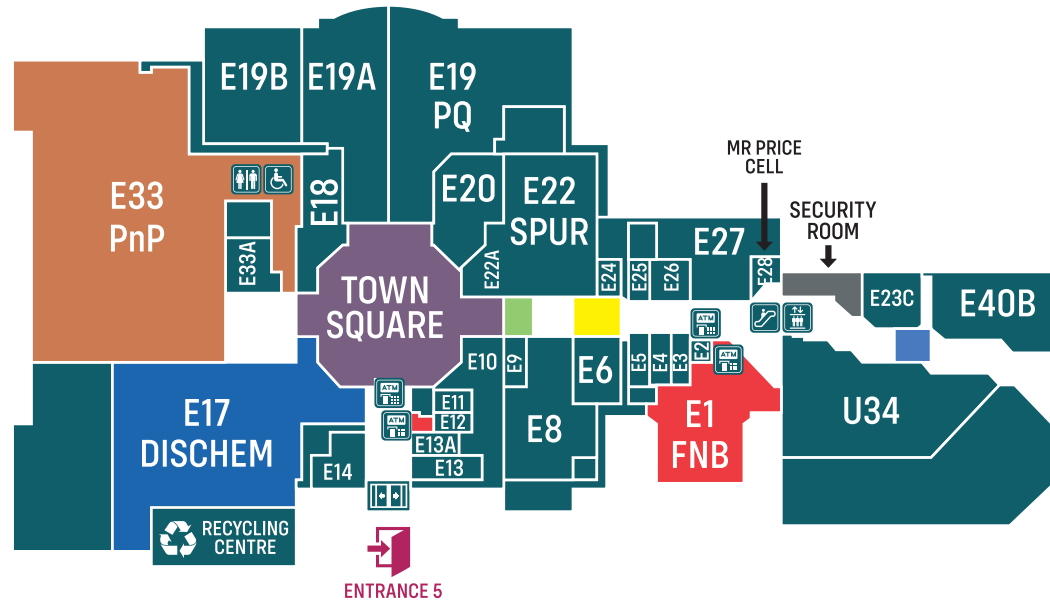 E19B
E19A
E19
PQ
MR PRICE
CELL
E33
PnP
E18
E20
E22
SPUR
SECURITY
ROOM
E33A
E22A
E24
E25
E26
E27
E28
TOWN
SQUARE
E23C
E40B
ATM
E10
E9
E6
E5
E4
E3
E2
ATM
ATM
E11
E12
ATM
E13A
E13
E8
E1
FNB
U34
E17
DISCHEM
E14
RECYCLING
CENTRE
ENTRANCE 5